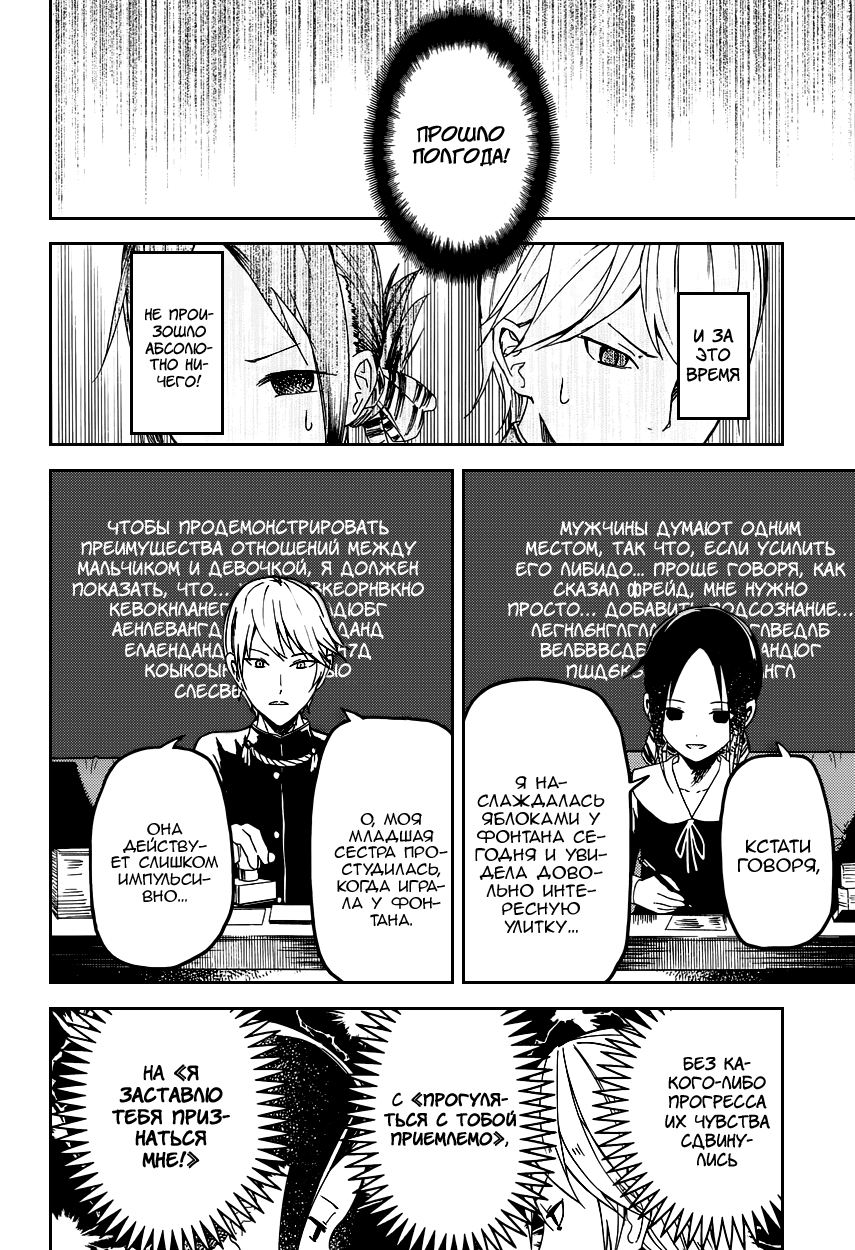 ПРОШЛО
ПОЛГОДА!
И ЗА
ЭТО
ВРЕМЯ
НЕ ПРОИ-
ЗОШЛО
АБСОЛЮ-
ТНО НИ-
ЧЕГО!
МУЖЧИНЫ ДУМАЮТ ОДНИМ
МЕСТОМ, ТАК ЧТО, ЕСЛИ УСИЛИТЬ
ЕГО ЛИБИДО... ПРОЩЕ ГОВОРЯ, КАК
СКАЗАЛ ФРЕЙД, МНЕ НУЖНО
ПРОСТО... ДОБАВИТЬ ПОДСОЗНАНИЕ...
КСТАТИ
ГОВОРЯ,
Я НА-
СЛАЖДАЛАСЬ
ЯБЛОКАМИ У
ФОНТАНА СЕ-
ГОДНЯ И УВИ-
ДЕЛА ДОВО-
ЛЬНО ИНТЕ-
РЕСНУЮ
УЛИТКУ...
ЧТОБЫ ПРОДЕМОНСТРИРОВАТЬ
ПРЕИМУЩЕСТВА ОТНОШЕНИЙ МЕЖДУ
МАЛЬЧИКОМ И ДЕВОЧКОЙ, Я ДОЛЖЕН
ПОКАЗАТЬ, ЧТО...
О, МОЯ
МЛАДШАЯ
СЕСТРА ПРО-
СТУДИЛАСЬ,
КОГДА ИГРА-
ЛА У ФОН-
ТАНА.
ОНА
ДЕЙСТВУ-
ЕТ СЛИШКОМ
ИМПУЛЬСИ-
ВНО...
БЕЗ КА-
КОГО-ЛИБО
ПРОГРЕССА
ИХ ЧУВСТВА
СДВИНУ-
ЛИСЬ
С «ПРОГУЛЯ-
ТЬСЯ С ТОБОЙ
ПРИЕМЛЕМО»,
НА «Я
ЗАСТАВЛЮ
ТЕБЯ ПРИЗ-
НАТЬСЯ
МНЕ!»